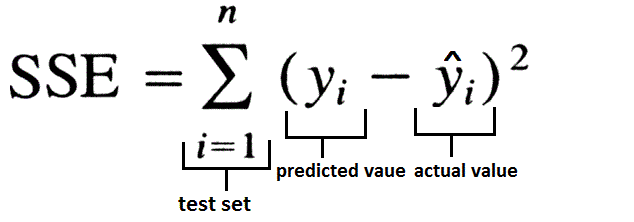 n
SSE = ∑ (yᵢ − ŷᵢ)²
i=1
predicted vaue actual value
test set